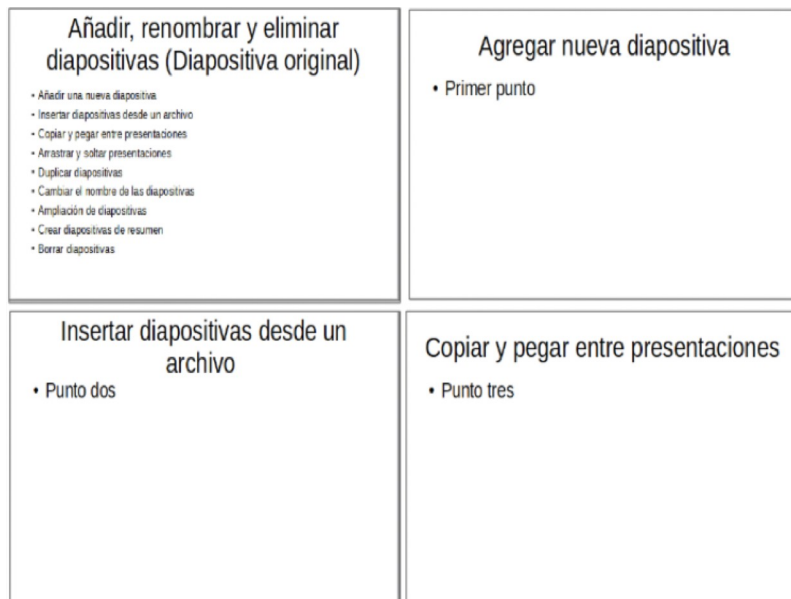 Añadir, renombrar y eliminar
diapositivas (Diapositiva original)
• Añadir una nueva diapositiva
• Insertar diapositivas desde un archivo
• Copiar y pegar entre presentaciones
• Arrastrar y soltar presentaciones
• Duplicar diapositivas
• Cambiar el nombre de las diapositivas
• Ampliación de diapositivas
• Crear diapositivas de resumen
• Borrar diapositivas
Agregar nueva diapositiva
• Primer punto
Insertar diapositivas desde un
archivo
• Punto dos
Copiar y pegar entre presentaciones
• Punto tres